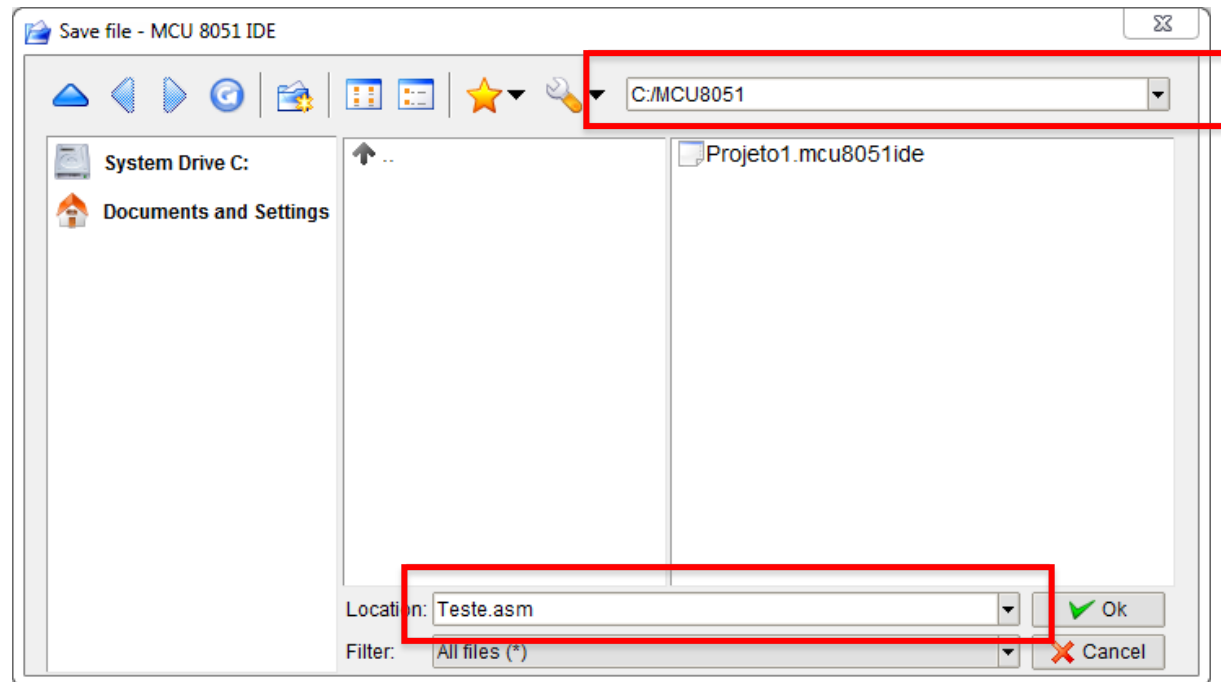 Save file - MCU 8051 IDE
C:/MCU8051
System Drive C:
Documents and Settings
..
Projeto1.mcu8051ide
Location: Teste.asm
Ok
Filter: All files (*)
Cancel